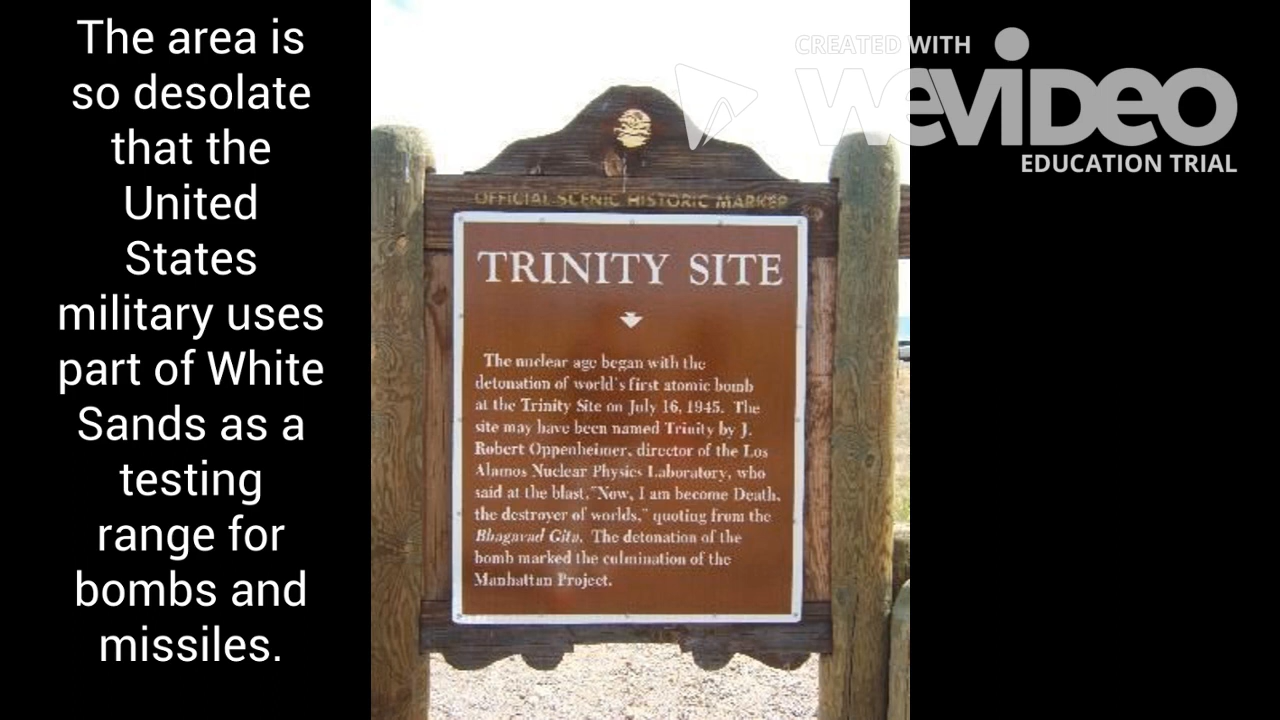 The area is
so desolate
that the
United
States
military uses
part of White
Sands as a
testing
range for
bombs and
missiles.
CREATED WITH
WEVIDEO
EDUCATION TRIAL
OFFICIAL SCENIC HISTORIC MARKER
TRINITY SITE
The nuclear age began with the
detonation of world's first atomic bomb
at the Trinity Site on July 16, 1945. The
site may have been named Trinity by J.
Robert Oppenheimer, director of the Los
Alamos Nuclear Physics Laboratory, who
said at the blast, "Now, I am become Death,
the destroyer of worlds," quoting from the
Bhagavad Gita. The detonation of the
bomb marked the culmination of the
Manhattan Project.